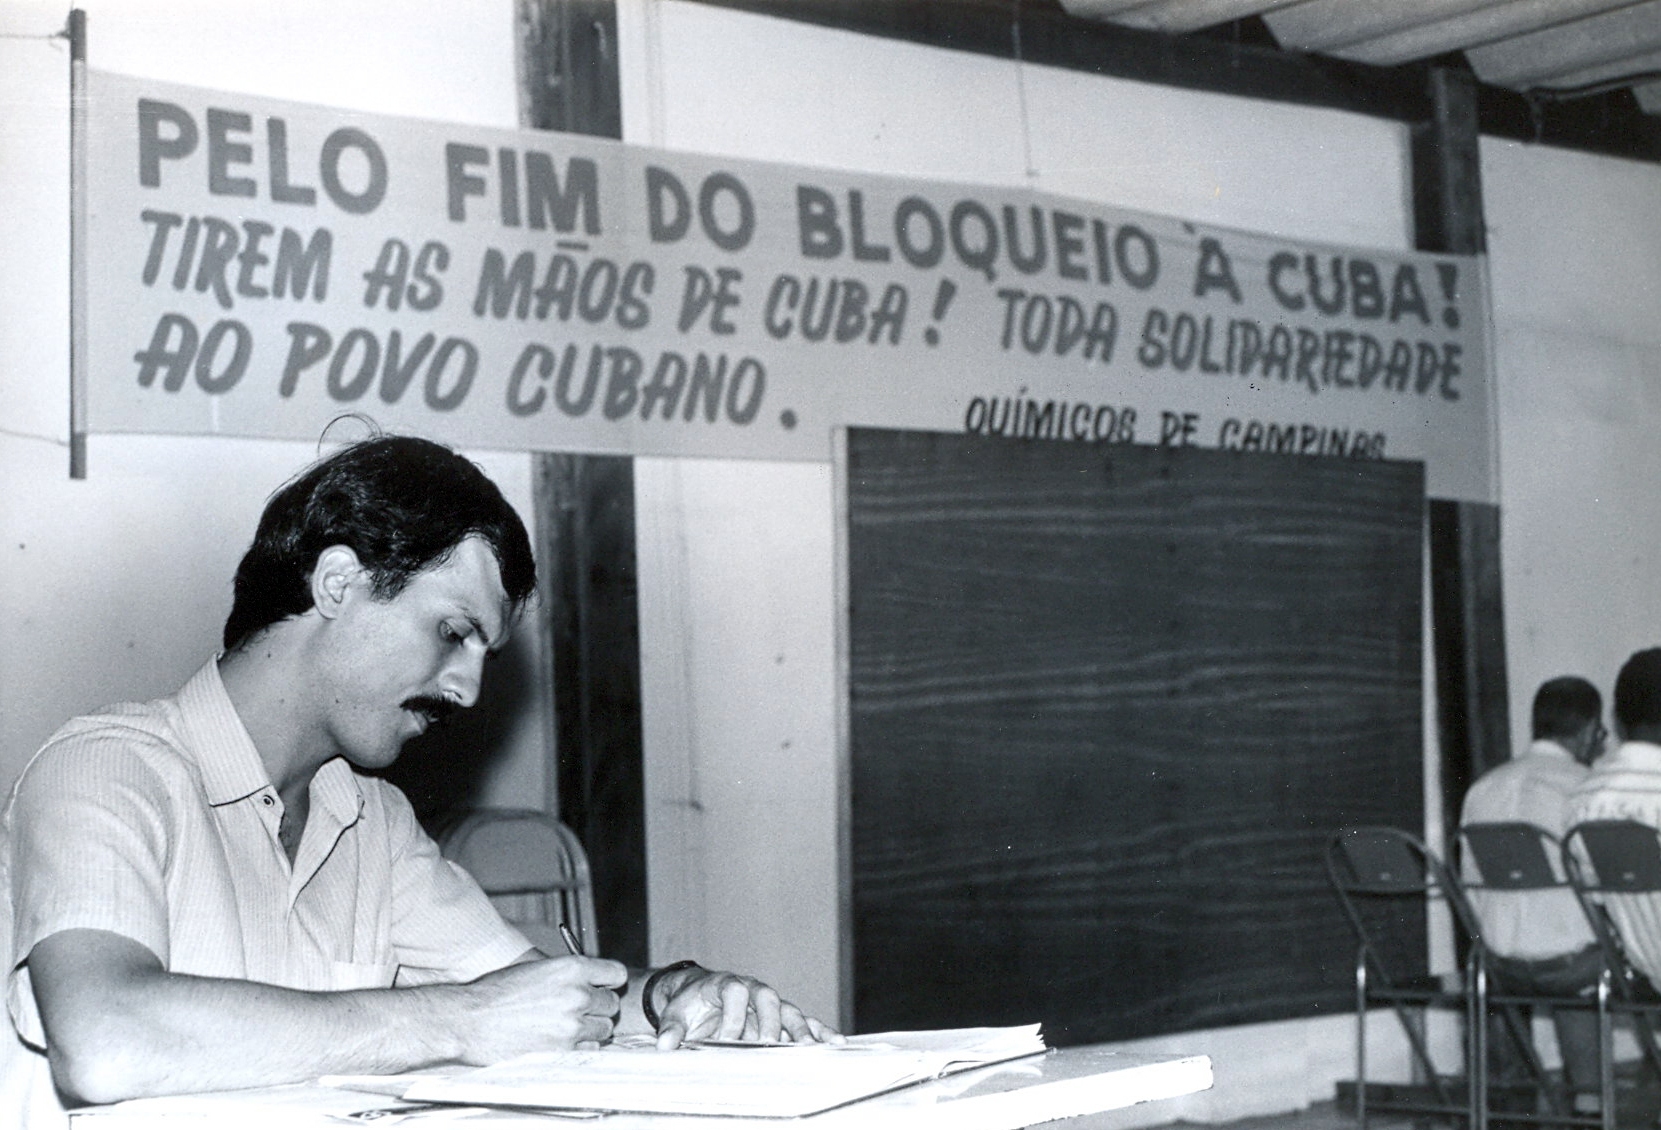 PELO FIM DO BLOQUEIO À CUBA!
TIREM AS MÃOS DE CUBA! TODA SOLIDARIEDADE
AO POVO CUBANO.
QUÍMICOS DE CAMPINAS